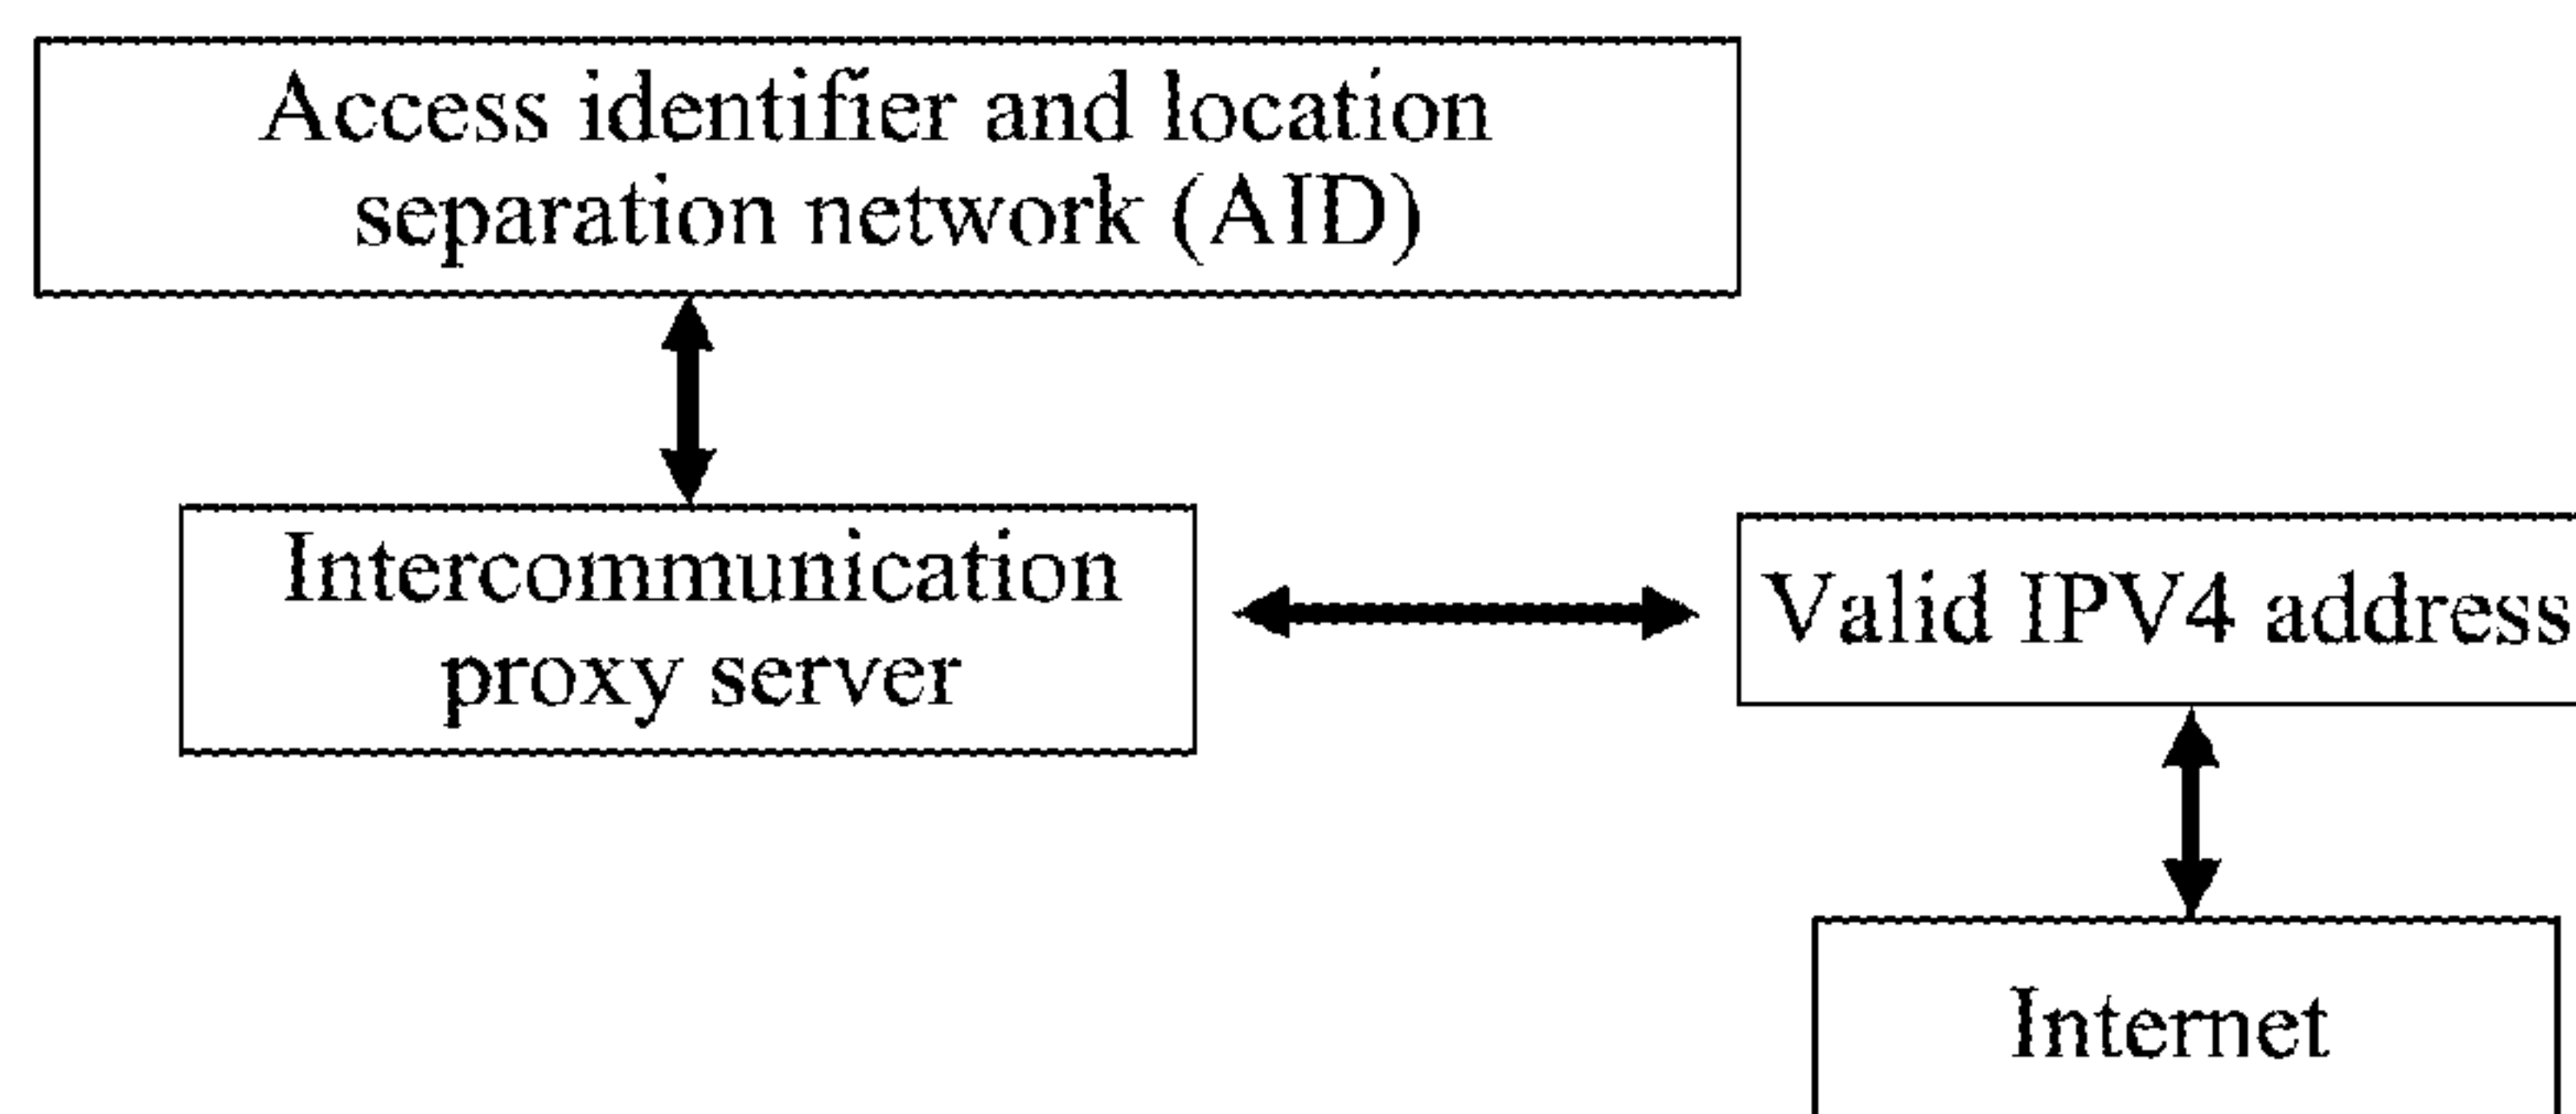 Access identifier and location
separation network (AID)
Intercommunication
proxy server
Valid IPV4 address
Internet